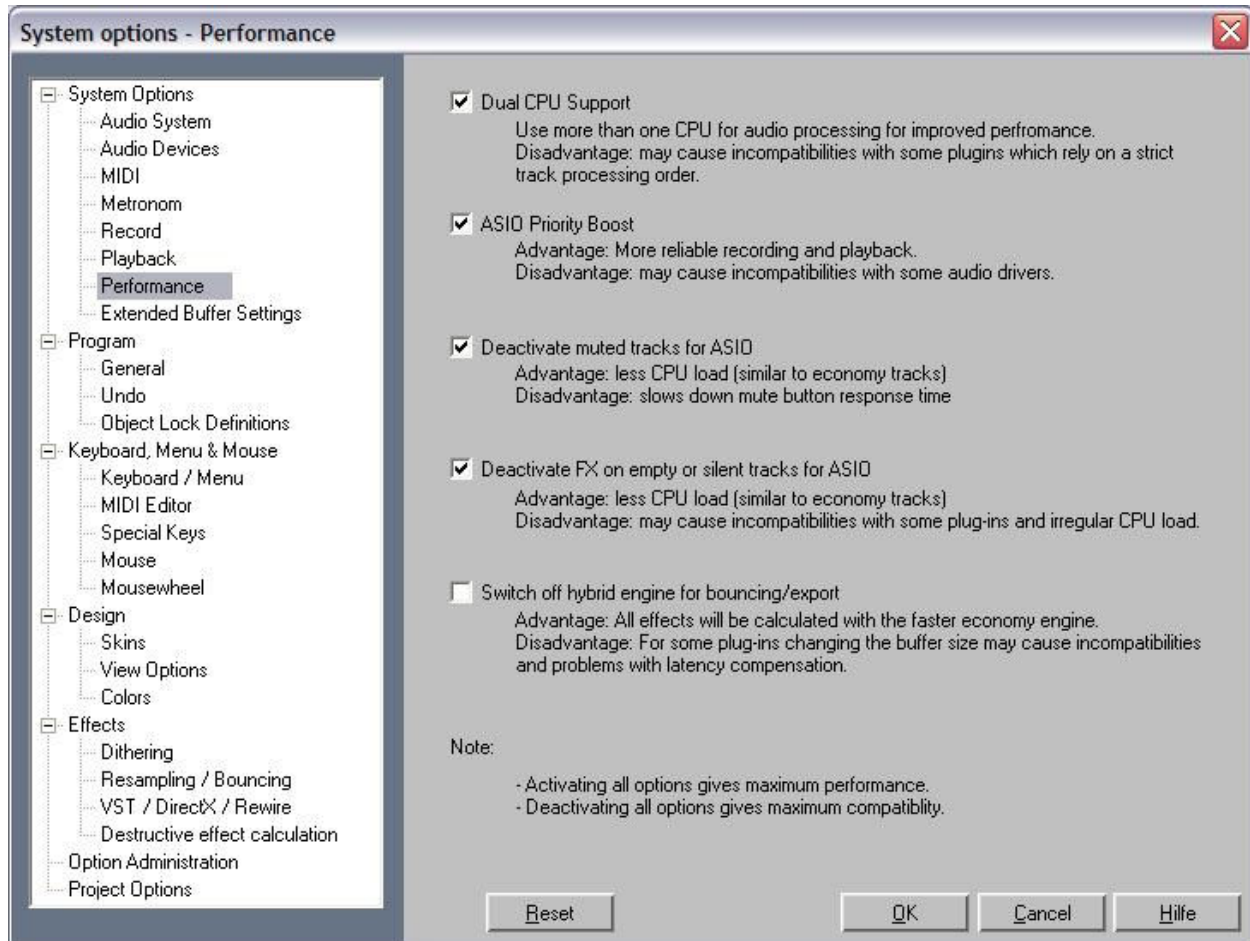 System options - Performance
System Options
Audio System
Audio Devices
MIDI
Metronom
Record
Playback
Performance
Extended Buffer Settings
Program
General
Undo
Object Lock Definitions
Keyboard, Menu & Mouse
Keyboard / Menu
MIDI Editor
Special Keys
Mouse
Mousewheel
Design
Skins
View Options
Colors
Effects
Dithering
Resampling / Bouncing
VST / DirectX / Rewire
Destructive effect calculation
Option Administration
Project Options
Dual CPU Support
Use more than one CPU for audio processing for improved perfromance.
Disadvantage: may cause incompatibilities with some plugins which rely on a strict
track processing order.
ASIO Priority Boost
Advantage: More reliable recording and playback.
Disadvantage: may cause incompatibilities with some audio drivers.
Deactivate muted tracks for ASIO
Advantage: less CPU load (similar to economy tracks)
Disadvantage: slows down mute button response time
Deactivate FX on empty or silent tracks for ASIO
Advantage: less CPU load (similar to economy tracks)
Disadvantage: may cause incompatibilities with some plug-ins and irregular CPU load.
Switch off hybrid engine for bouncing/export
Advantage: All effects will be calculated with the faster economy engine.
Disadvantage: For some plug-ins changing the buffer size may cause incompatibilities
and problems with latency compensation.
Note:
- Activating all options gives maximum performance.
- Deactivating all options gives maximum compatiblity.
Reset
OK
Cancel
Hilfe